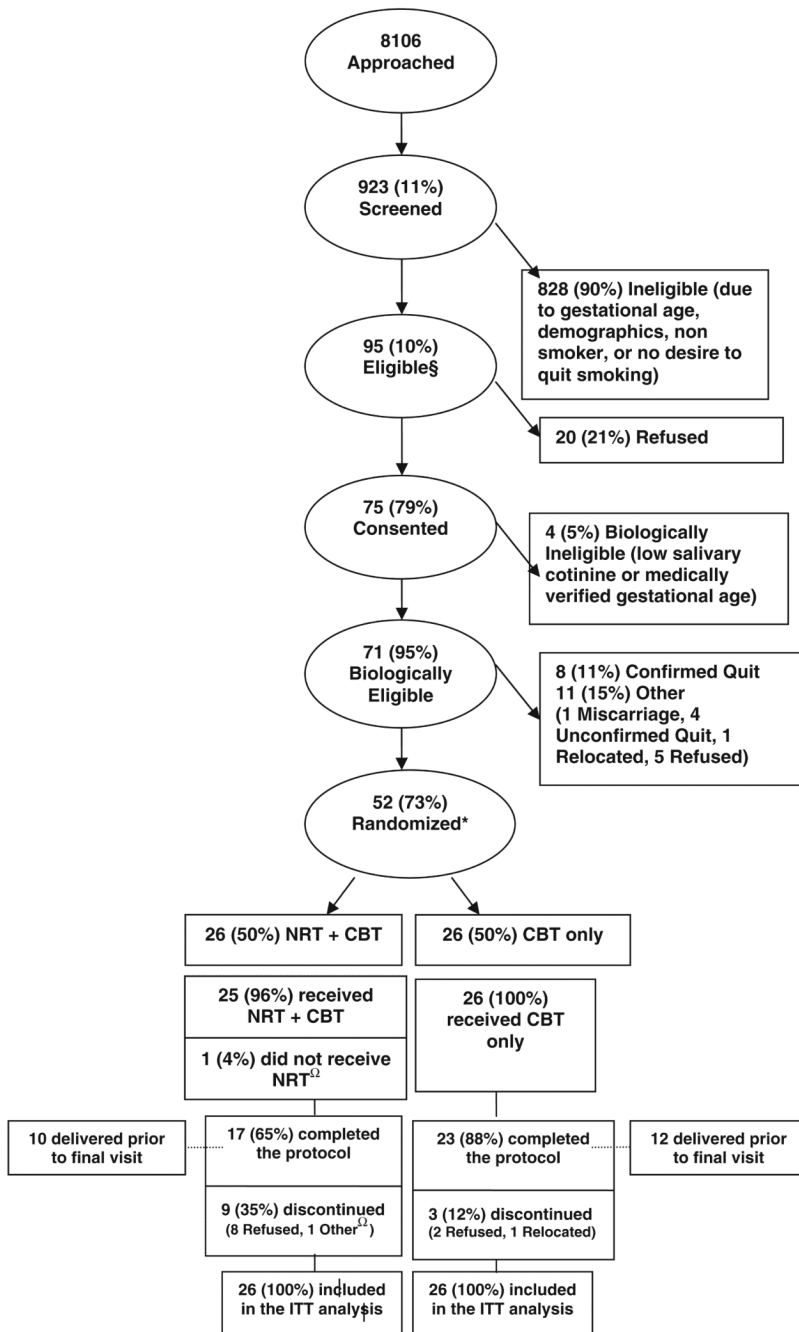 8106
Approached
923 (11%)
Screened
828 (90%) Ineligible (due
to gestational age,
demographics, non
smoker, or no desire to
quit smoking)
95 (10%)
Eligible§
20 (21%) Refused
75 (79%)
Consented
4 (5%) Biologically
Ineligible (low salivary
cotinine or medically
verified gestational age)
71 (95%)
Biologically
Eligible
8 (11%) Confirmed Quit
11 (15%) Other
(1 Miscarriage, 4
Unconfirmed Quit, 1
Relocated, 5 Refused)
52 (73%)
Randomized*
26 (50%) NRT + CBT
26 (50%) CBT only
25 (96%) received
NRT + CBT
1 (4%) did not receive
NRTΩ
26 (100%)
received CBT
only
10 delivered prior
to final visit
17 (65%) completed
the protocol
23 (88%) completed
the protocol
12 delivered prior
to final visit
9 (35%) discontinued
(8 Refused, 1 OtherΩ)
3 (12%) discontinued
(2 Refused, 1 Relocated)
26 (100%) included
in the ITT analysis
26 (100%) included
in the ITT analysis